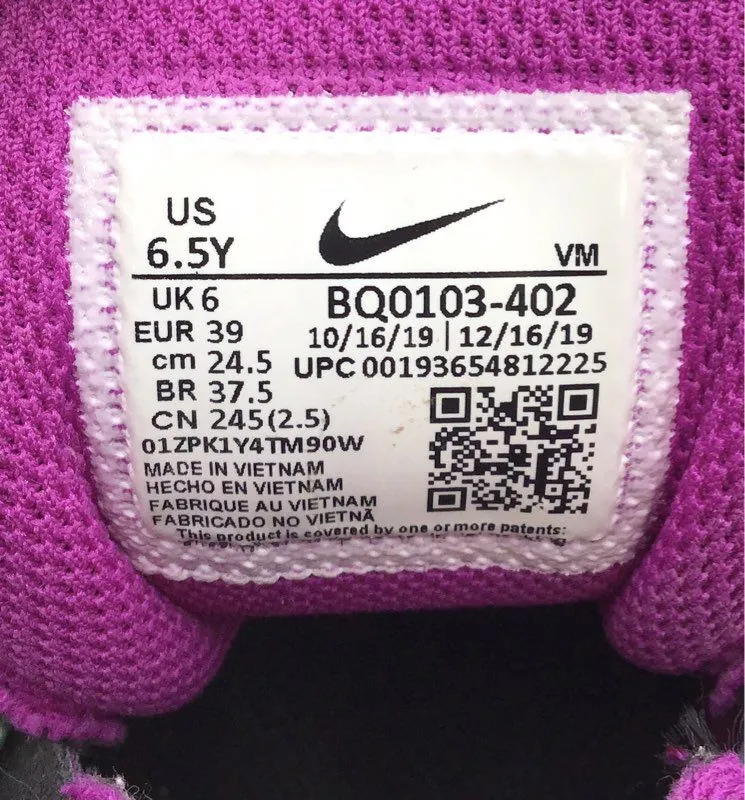 US
6.5Y
VM
UK 6
EUR 39
cm 24.5
BR 37.5
CN 245(2.5)
BQ0103-402
10/16/19 | 12/16/19
UPC 00193654812225
01ZPK1Y4TM90W
MADE IN VIETNAM
HECHO EN VIETNAM
FABRIQUE AU VIETNAM
FABRICADO NO VIETNÃ
This product is covered by one or more patents: